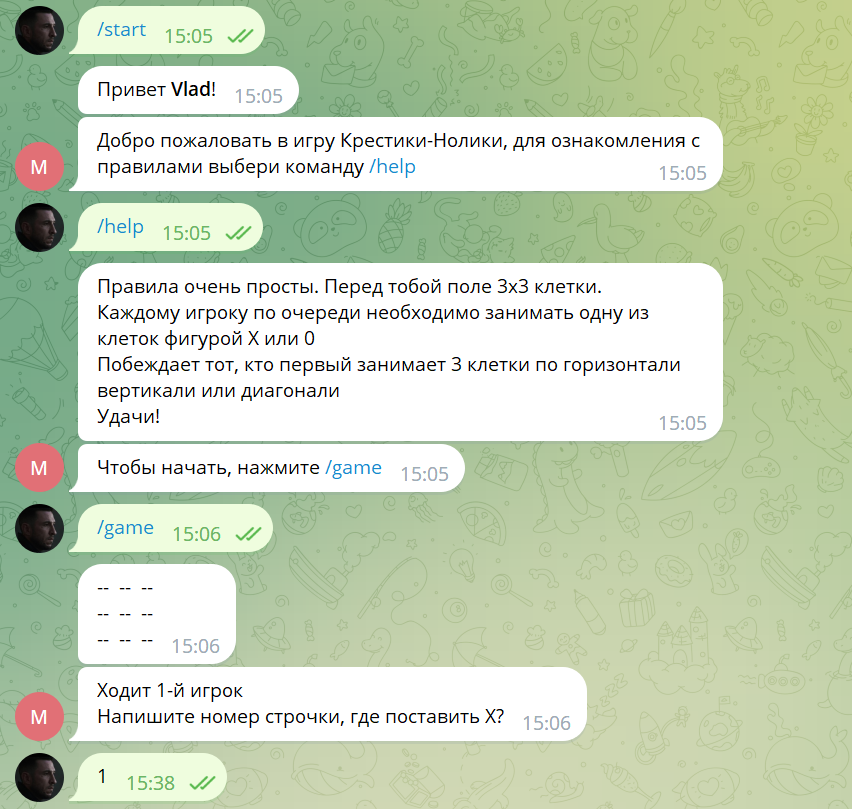 /start 15:05
Привет Vlad! 15:05
Добро пожаловать в игру Крестики-Нолики, для ознакомления с
правилами выбери команду /help 15:05
М
/help 15:05
Правила очень просты. Перед тобой поле 3х3 клетки.
Каждому игроку по очереди необходимо занимать одну из
клеток фигурой Х или 0
Побеждает тот, кто первый занимает 3 клетки по горизонтали
вертикали или диагонали
Удачи! 15:05
М
Чтобы начать, нажмите /game 15:05
/game 15:06
-- -- --
-- -- --
-- -- -- 15:06
Ходит 1-й игрок
М
Напишите номер строчки, где поставить Х? 15:06
1 15:38